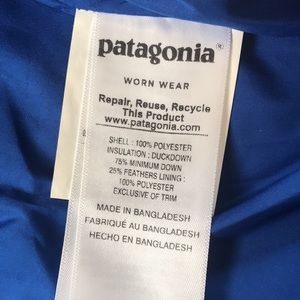 patagonia®
WORN WEAR
Repair, Reuse, Recycle
This Product
www.patagonia.com
SHELL : 100% POLYESTER
INSULATION : DUCKDOWN
75% MINIMUM DOWN
25% FEATHERS LINING :
100% POLYESTER
EXCLUSIVE OF TRIM
MADE IN BANGLADESH
FABRIQUÉ AU BANGLADESH
HECHO EN BANGLADESH